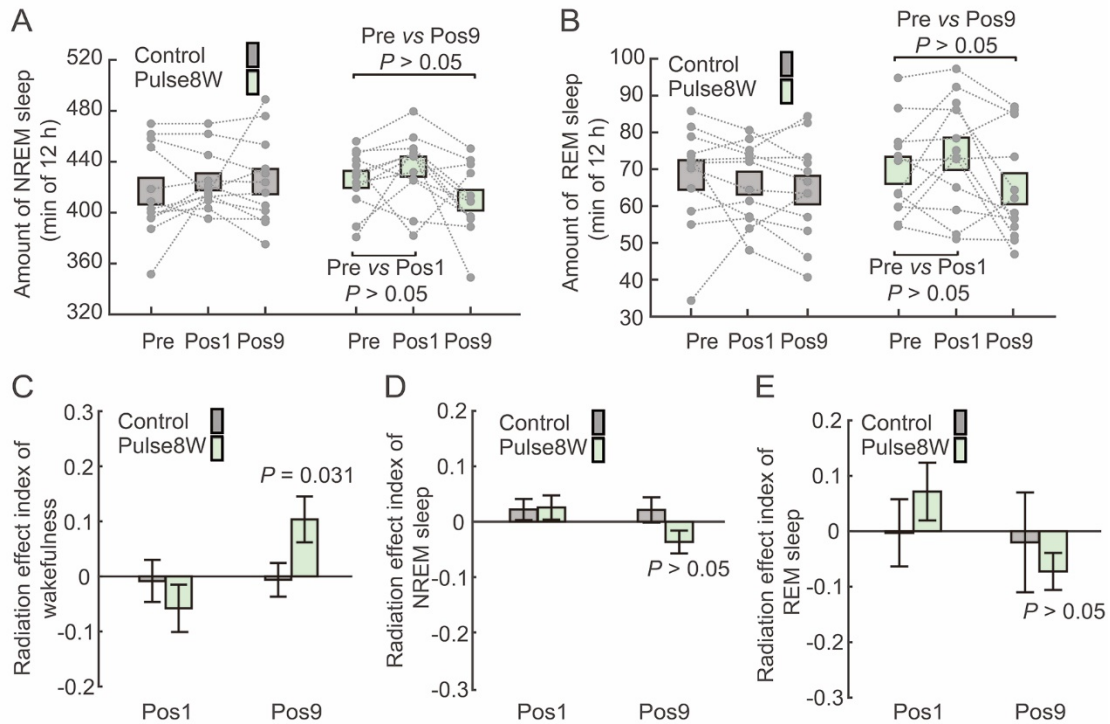 A
Amount of NREM sleep
(min of 12 h)
520
480
440
400
360
320
Control
Pulse8W
Pre vs Pos9
P > 0.05
Pre vs Pos1
P > 0.05
Pre Pos1 Pos9
Pre Pos1 Pos9
B
Amount of REM sleep
(min of 12 h)
100
90
80
70
60
50
40
30
Control
Pulse8W
Pre vs Pos9
P > 0.05
Pre vs Pos1
P > 0.05
Pre Pos1 Pos9
Pre Pos1 Pos9
C
Radiation effect index of
wakefulness
0.3
0.2
0.1
0
-0.1
-0.2
Control
Pulse8W
P = 0.031
Pos1
Pos9
D
Radiation effect index of
NREM sleep
0.2
0.1
0
-0.1
-0.2
-0.3
Control
Pulse8W
P > 0.05
Pos1
Pos9
E
Radiation effect index of
REM sleep
0.2
0.1
0
-0.1
-0.2
-0.3
Control
Pulse8W
P > 0.05
Pos1
Pos9